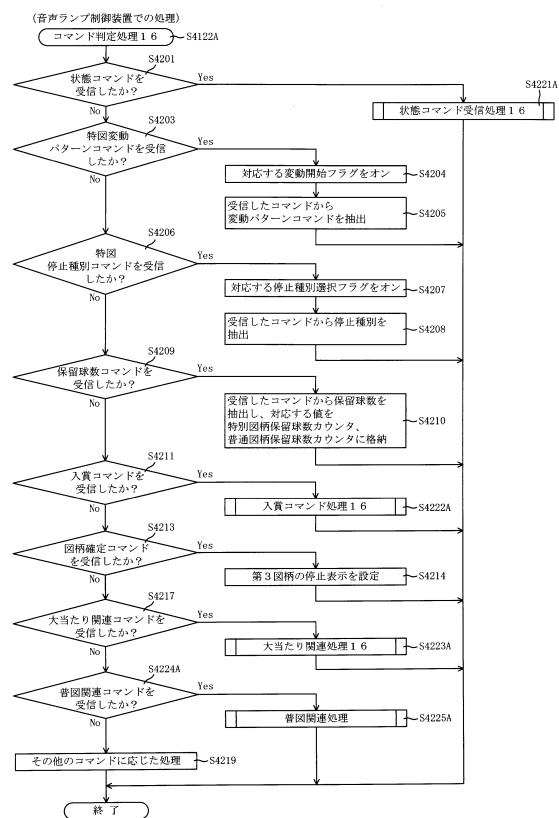 (音声ランプ制御装置での処理)
コマンド判定処理16
S4122A
S4201
状態コマンドを
受信したか?
Yes
No
S4221A
状態コマンド受信処理16
S4203
特図変動
パターンコマンドを受信
したか?
Yes
No
対応する変動開始フラグをオン
S4204
受信したコマンドから
変動パターンコマンドを抽出
S4205
S4206
特図
停止種別コマンドを受信
したか?
Yes
No
対応する停止種別選択フラグをオン
S4207
受信したコマンドから停止種別を
抽出
S4208
S4209
保留球数コマンドを
受信したか?
Yes
No
受信したコマンドから保留球数を
抽出し、対応する値を
特別図柄保留球数カウンタ、
普通図柄保留球数カウンタに格納
S4210
S4211
入賞コマンドを
受信したか?
Yes
No
入賞コマンド処理16
S4222A
S4213
図柄確定コマンド
を受信したか?
Yes
No
第3図柄の停止表示を設定
S4214
S4217
大当たり関連コマンドを
受信したか?
Yes
No
大当たり関連処理16
S4223A
S4224A
普図関連コマンドを
受信したか?
Yes
No
普図関連処理
S4225A
その他のコマンドに応じた処理
S4219
終了